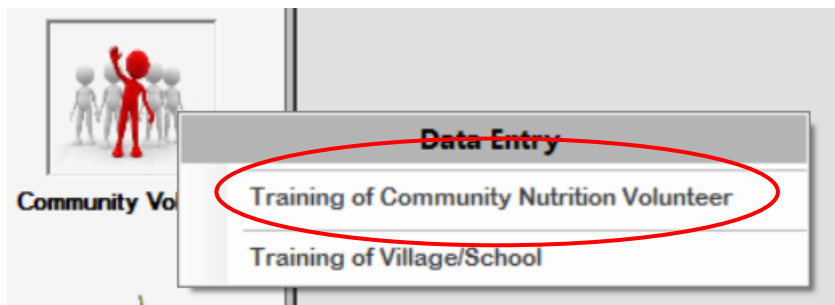 Data Entry
Training of Community Nutrition Volunteer
Community Vol
Training of Village/School